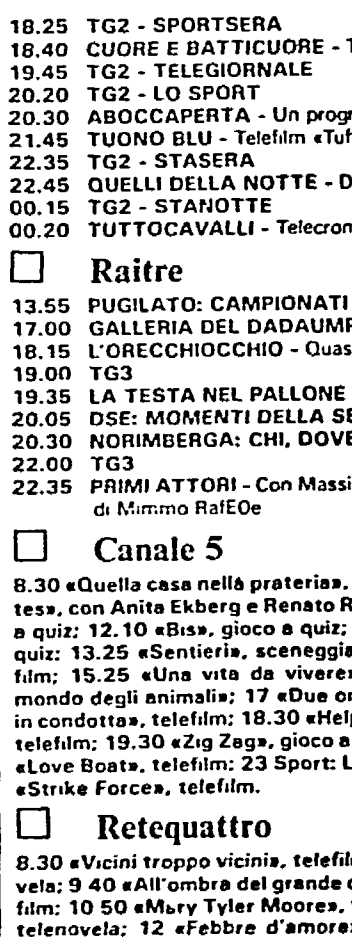 18.25 TG2 - SPORTSERA
18.40 CUORE E BATTICUORE - T
19.45 TG2 - TELEGIORNALE
20.20 TG2 - LO SPORT
20.30 ABOCCAPERTA - Un progr
21.45 TUONO BLU - Telefilm «Tuf
22.35 TG2 - STASERA
22.45 QUELLI DELLA NOTTE - D
00.15 TG2 - STANOTTE
00.20 TUTTOCAVALLI - Telecron
Raitre
13.55 PUGILATO: CAMPIONATI
17.00 GALLERIA DEL DADAUMP
18.15 L'ORECCHIOCCHIO - Quas
19.00 TG3
19.35 LA TESTA NEL PALLONE
20.05 DSE: MOMENTI DELLA SE
20.30 NORIMBERGA: CHI, DOVE
22.00 TG3
22.35 PRIMI ATTORI - Con Massi
di Mimmo RafEOe
Canale 5
8.30 «Quella casa nellà prateria»,
tes», con Anita Ekberg e Renato R
a quiz; 12.10 «Bis», gioco a quiz;
quiz: 13.25 «Sentieri», sceneggia
film; 15.25 «Una vita da vivere»
mondo degli animali»; 17 «Due on
in condotta», telefilm; 18.30 «Help
telefilm; 19.30 «Zig Zag», gioco a
«Love Boat», telefilm: 23 Sport: L
«Strike Force», telefilm.
Retequattro
8.30 «Vicini troppo vicini», telefil
vela; 9 40 «All'ombra del grande c
film: 10 50 «Mary Tyler Moore»,
telenovela; 12 «Febbre d'amore»